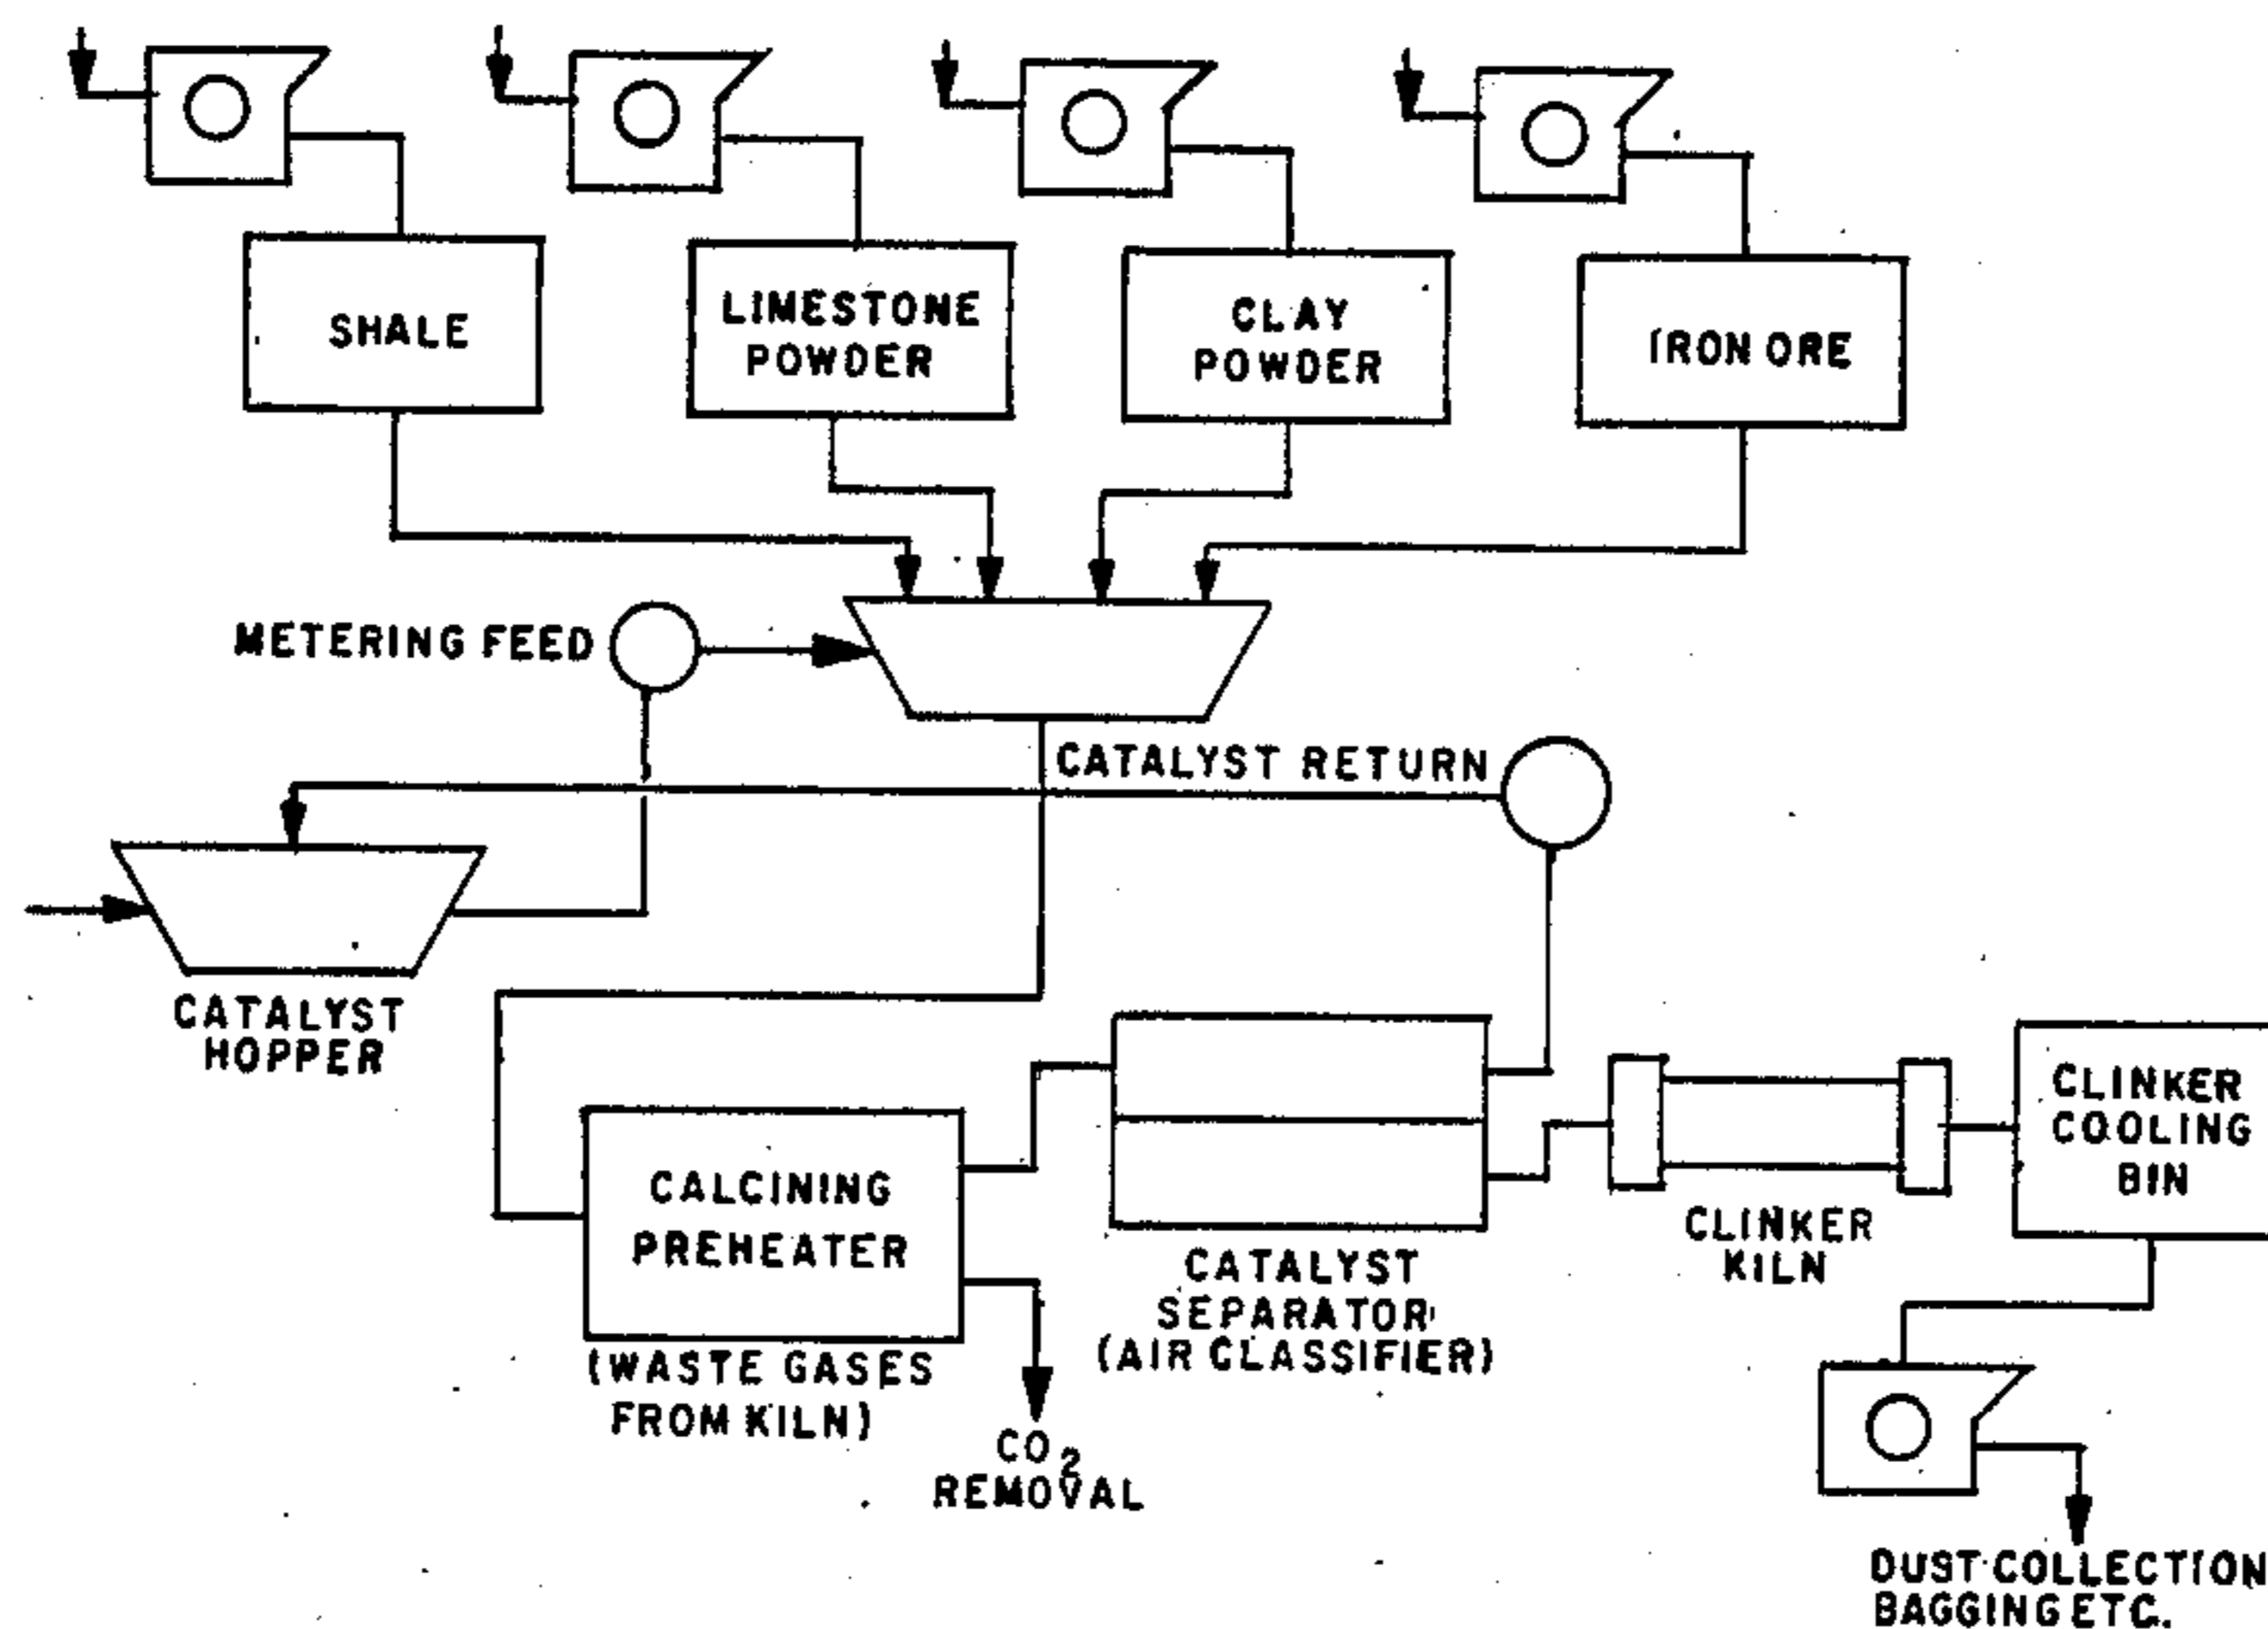 SHALE
LIMESTONE
POWDER
CLAY
POWDER
IRON ORE
METERING FEED
CATALYST RETURN
CATALYST
HOPPER
CALCINING
PREHEATER
(WASTE GASES
FROM KILN)
CO2
REMOVAL
CATALYST
SEPARATOR
(AIR CLASSIFIER)
CLINKER
KILN
CLINKER
COOLING
BIN
DUST COLLECTION
BAGGING ETC.